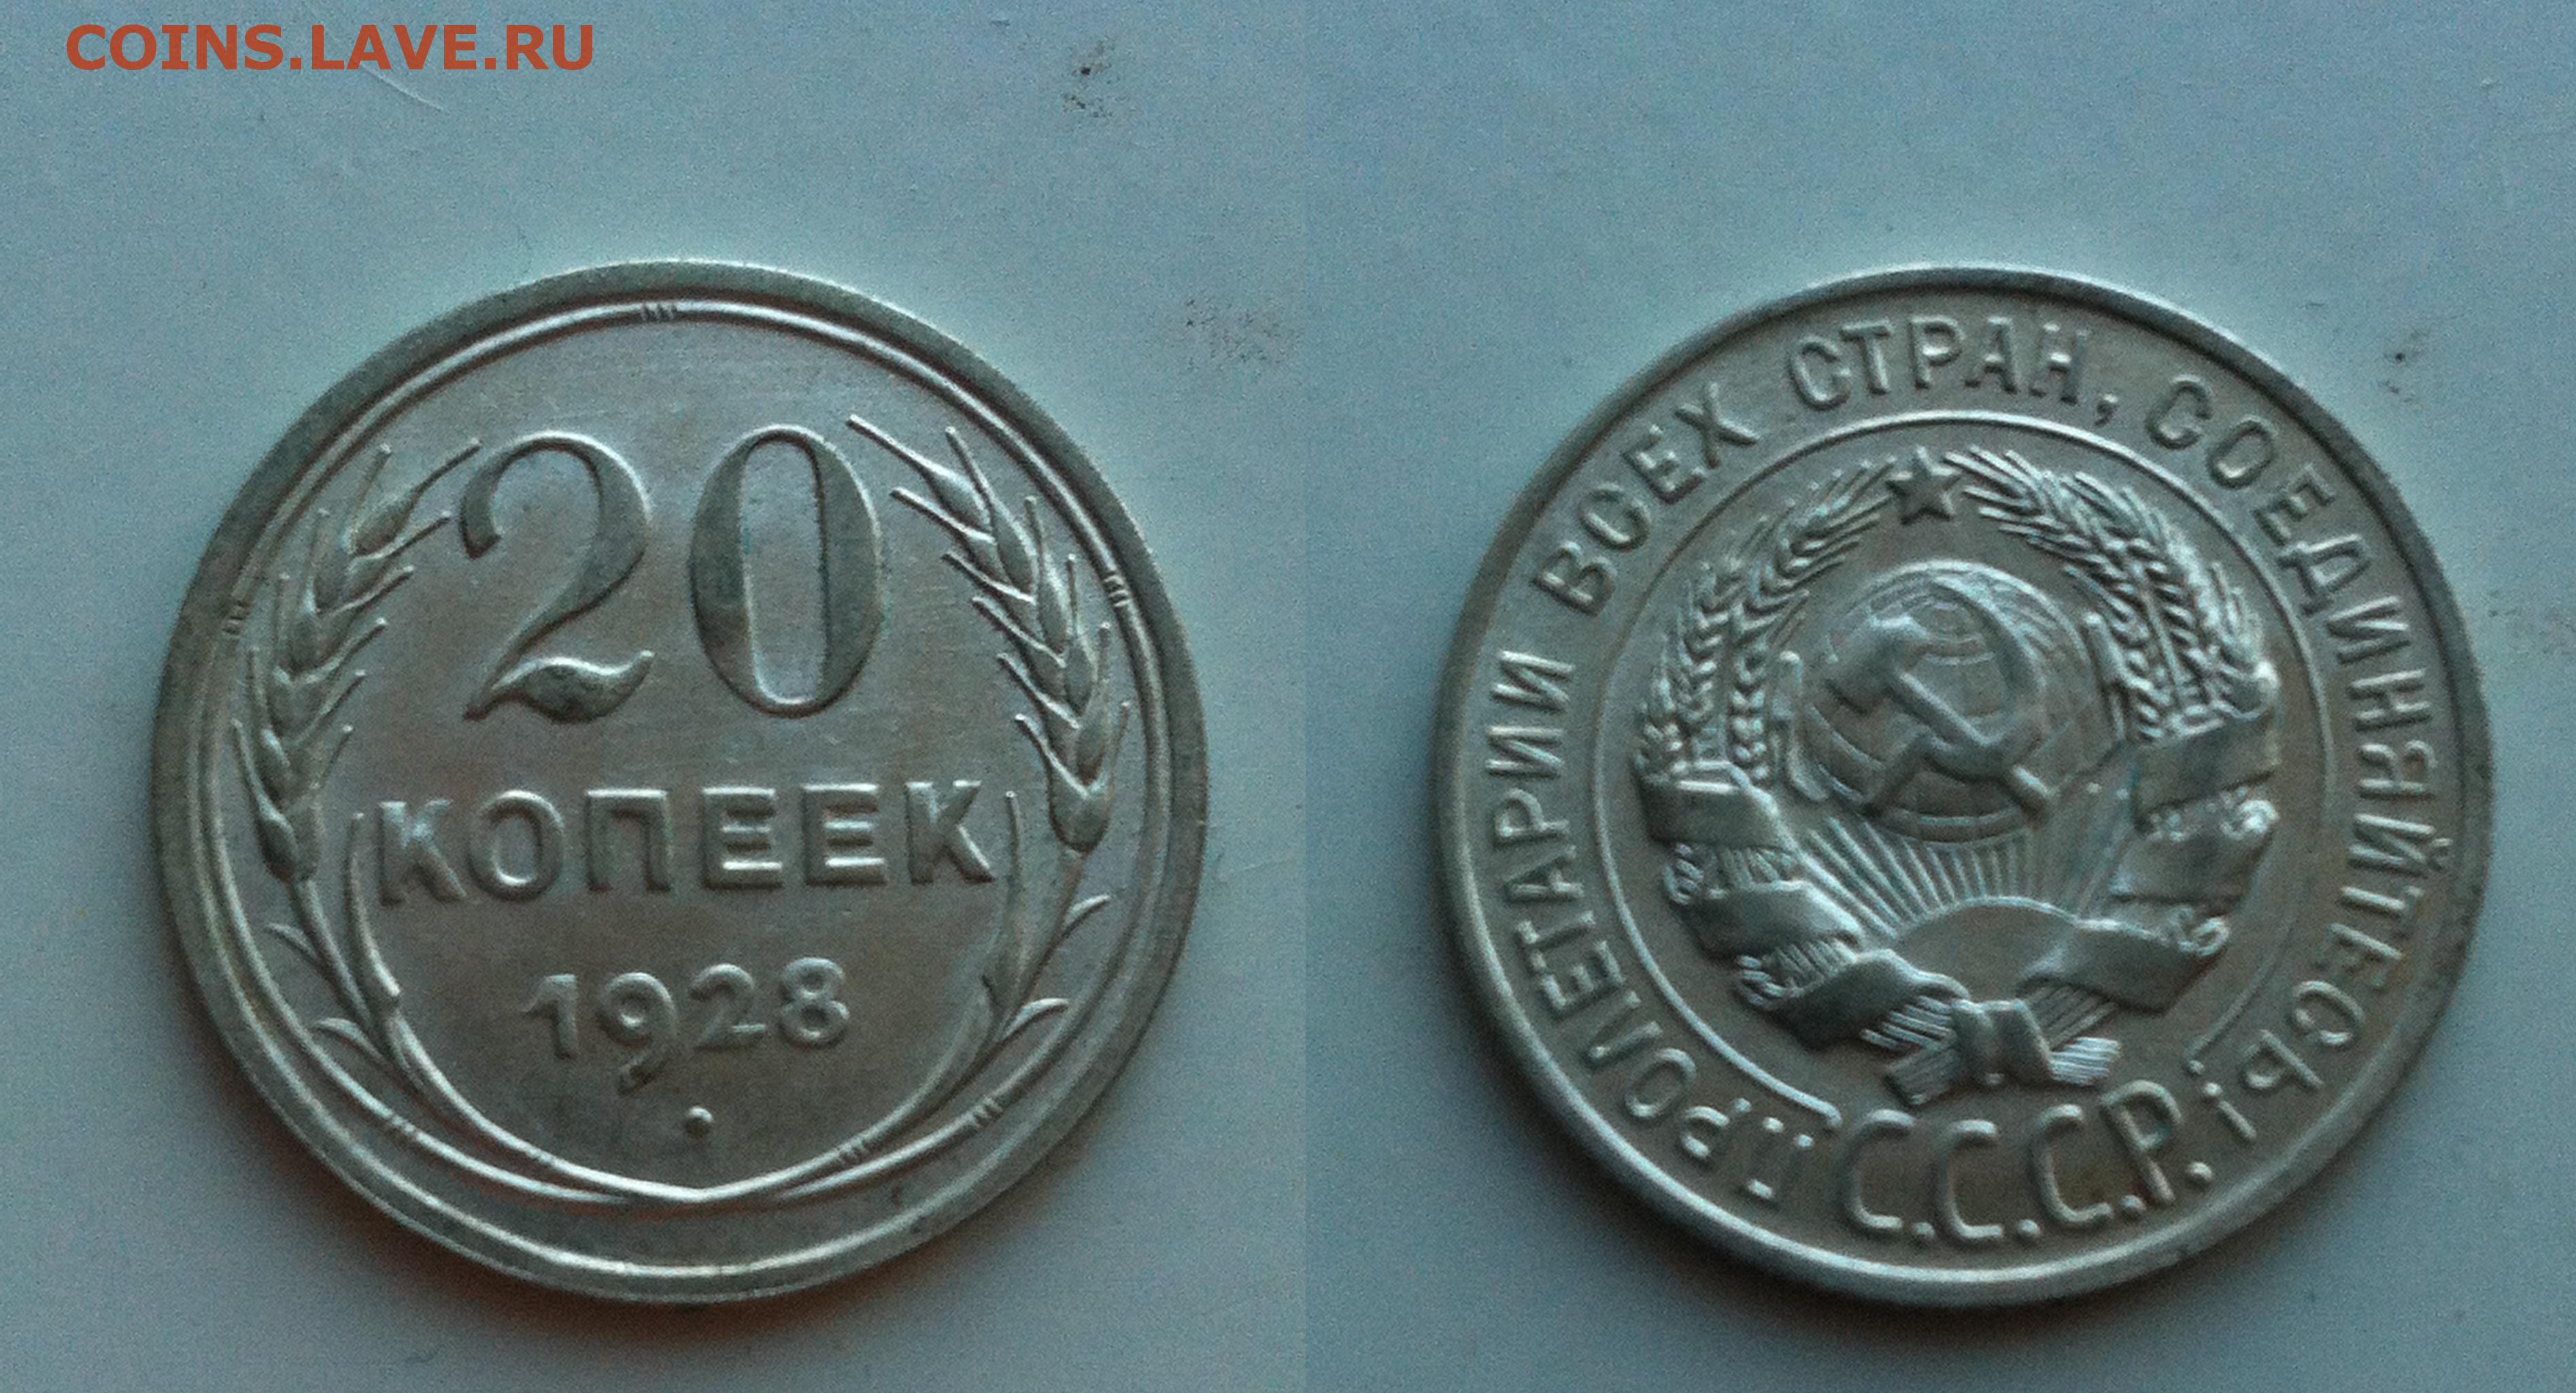 COINS.LAVE.RU
20
КОПЕЕК
1928
ПРОЛЕТАРИИ ВСЕХ СТРАН, СОЕДИНЯЙТЕСЬ!
С.С.С.Р.